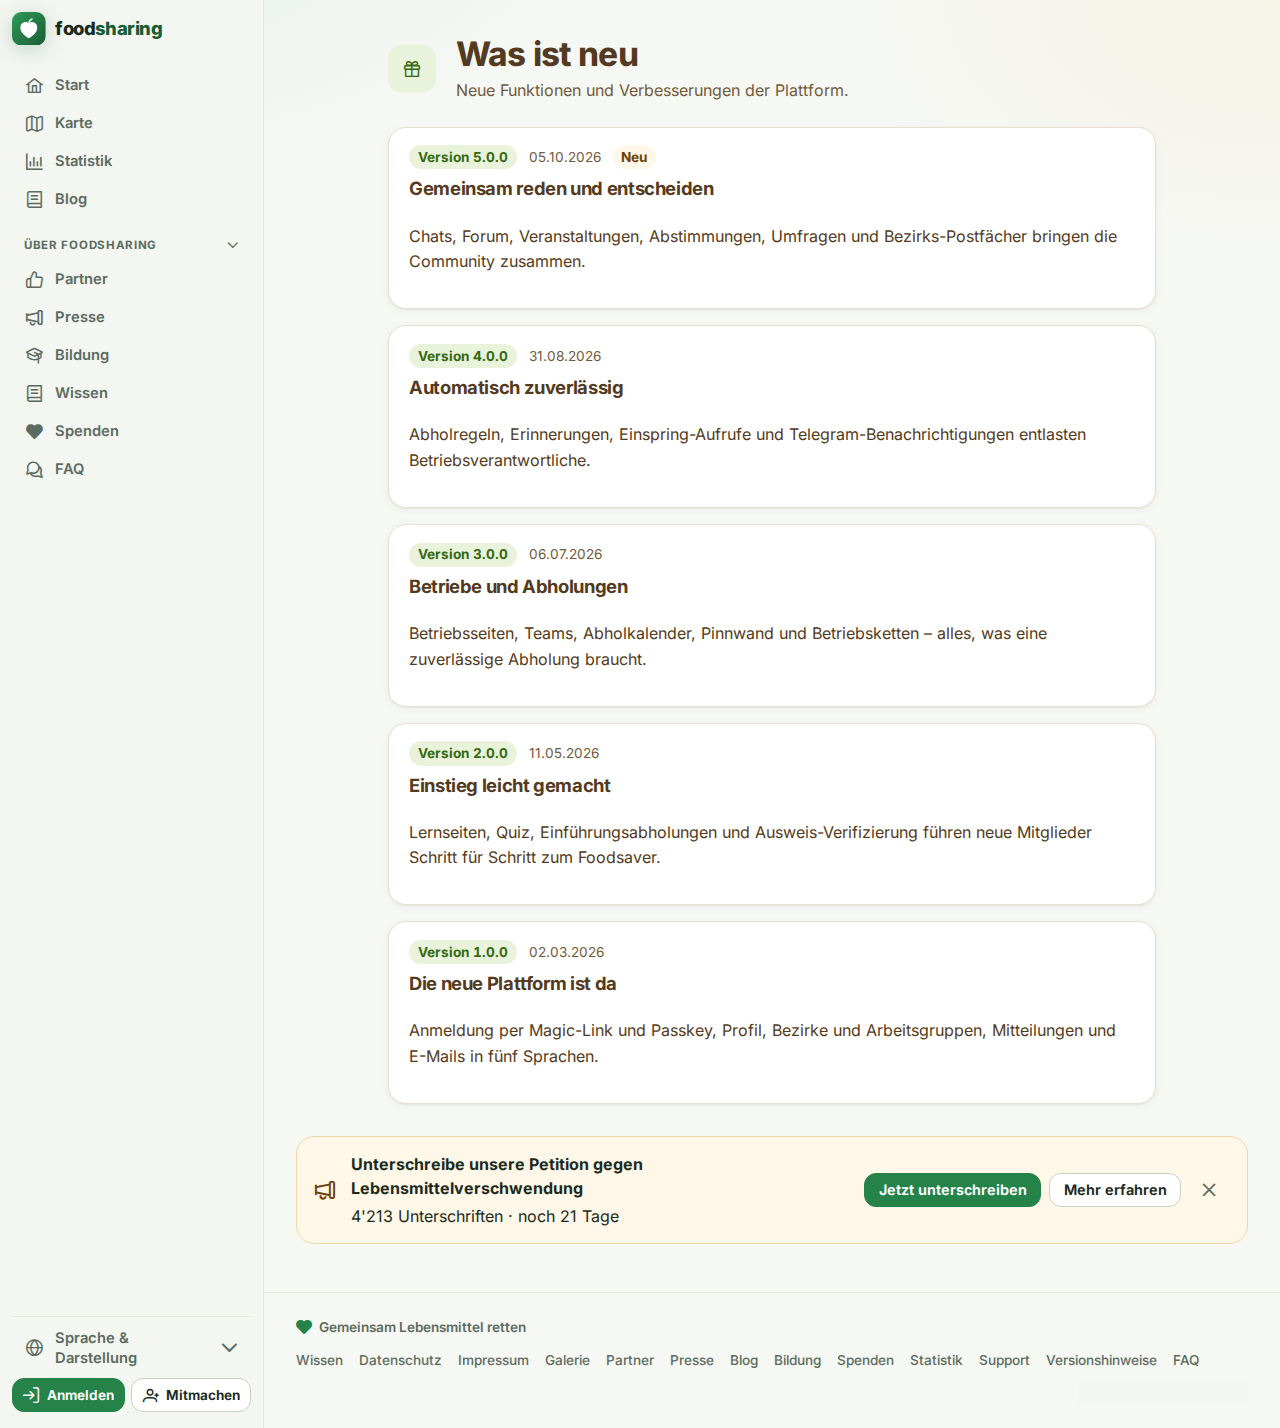 foodsharing
Start
Karte
Statistik
Blog
ÜBER FOODSHARING
Partner
Presse
Bildung
Wissen
Spenden
FAQ
Sprache &
Darstellung
Anmelden
Mitmachen
Was ist neu
Neue Funktionen und Verbesserungen der Plattform.
Version 5.0.0 05.10.2026 Neu
Gemeinsam reden und entscheiden
Chats, Forum, Veranstaltungen, Abstimmungen, Umfragen und Bezirks-Postfächer bringen die
Community zusammen.
Version 4.0.0 31.08.2026
Automatisch zuverlässig
Abholregeln, Erinnerungen, Einspring-Aufrufe und Telegram-Benachrichtigungen entlasten
Betriebsverantwortliche.
Version 3.0.0 06.07.2026
Betriebe und Abholungen
Betriebsseiten, Teams, Abholkalender, Pinnwand und Betriebsketten – alles, was eine
zuverlässige Abholung braucht.
Version 2.0.0 11.05.2026
Einstieg leicht gemacht
Lernseiten, Quiz, Einführungsabholungen und Ausweis-Verifizierung führen neue Mitglieder
Schritt für Schritt zum Foodsaver.
Version 1.0.0 02.03.2026
Die neue Plattform ist da
Anmeldung per Magic-Link und Passkey, Profil, Bezirke und Arbeitsgruppen, Mitteilungen und
E-Mails in fünf Sprachen.
Unterschreibe unsere Petition gegen
Lebensmittelverschwendung
4'213 Unterschriften · noch 21 Tage
Jetzt unterschreiben
Mehr erfahren
Gemeinsam Lebensmittel retten
Wissen Datenschutz Impressum Galerie Partner Presse Blog Bildung Spenden Statistik Support Versionshinweise FAQ